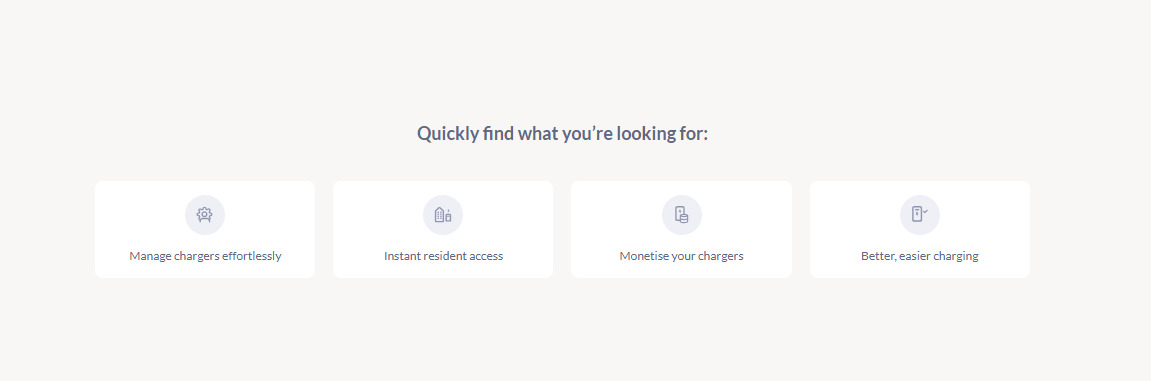 Quickly find what you’re looking for:
Manage chargers effortlessly
Instant resident access
Monetise your chargers
Better, easier charging